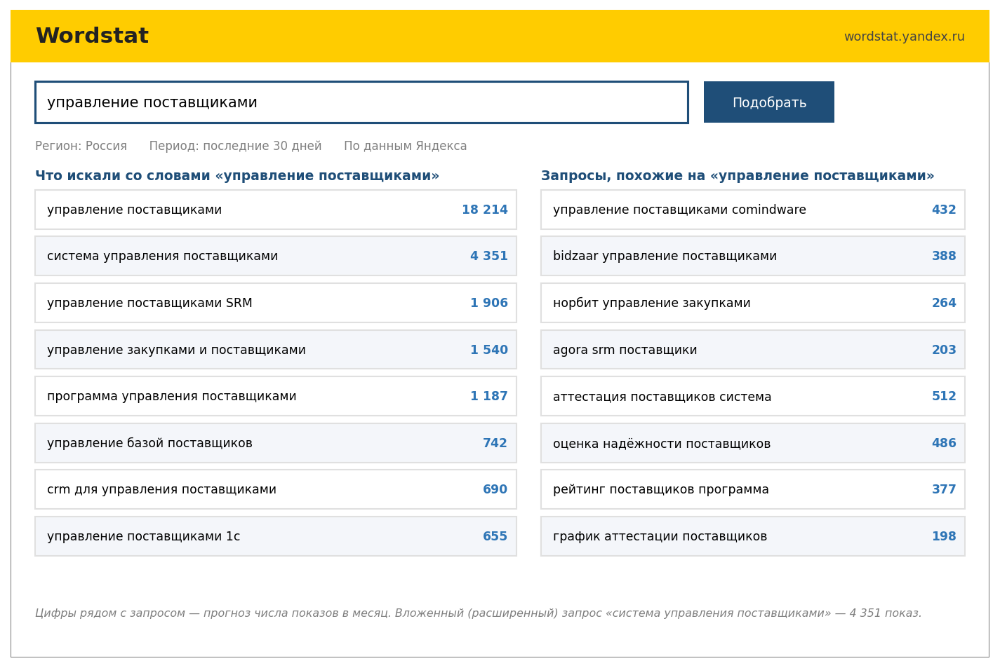 Wordstat
wordstat.yandex.ru
управление поставщиками
Подобрать
Регион: Россия Период: последние 30 дней По данным Яндекса
Что искали со словами «управление поставщиками»
управление поставщиками 18 214
система управления поставщиками 4 351
управление поставщиками SRM 1 906
управление закупками и поставщиками 1 540
программа управления поставщиками 1 187
управление базой поставщиков 742
crm для управления поставщиками 690
управление поставщиками 1с 655
Запросы, похожие на «управление поставщиками»
управление поставщиками comindware 432
bidzaar управление поставщиками 388
норбит управление закупками 264
agora srm поставщики 203
аттестация поставщиков система 512
оценка надёжности поставщиков 486
рейтинг поставщиков программа 377
график аттестации поставщиков 198
Цифры рядом с запросом — прогноз числа показов в месяц. Вложенный (расширенный) запрос «система управления поставщиками» — 4 351 показ.